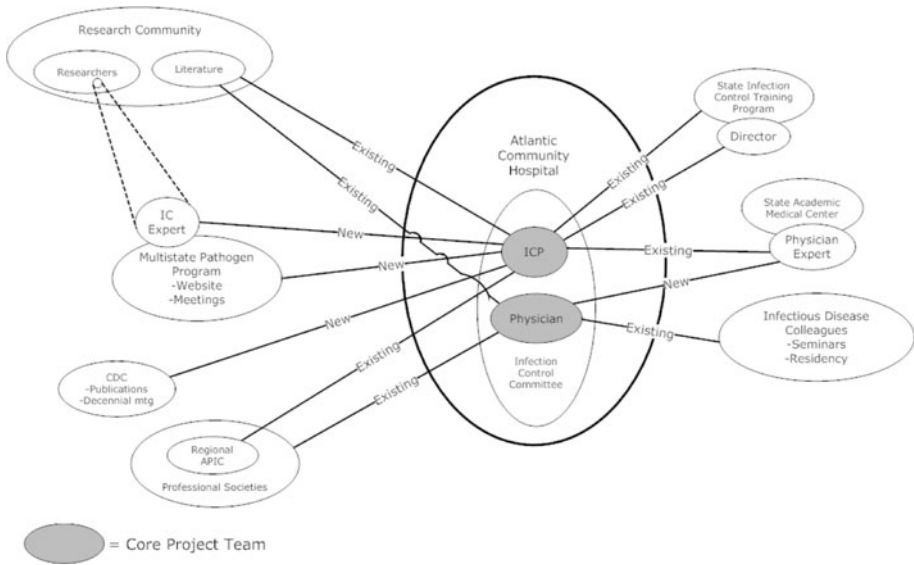 Research Community
Researchers
Literature
State Infection
Control Training
Program
Director
Atlantic
Community
Hospital
Existing
Existing
Existing
Existing
IC
Expert
New
State Academic
Medical Center
Physician
Expert
ICP
Existing
Multistate Pathogen
Program
-Website
-Meetings
New
New
Physician
New
Existing
Infectious Disease
Colleagues
-Seminars
-Residency
Existing
Existing
Infection
Control
Committee
CDC
-Publications
-Decennial mtg
Regional
APIC
Professional Societies
= Core Project Team